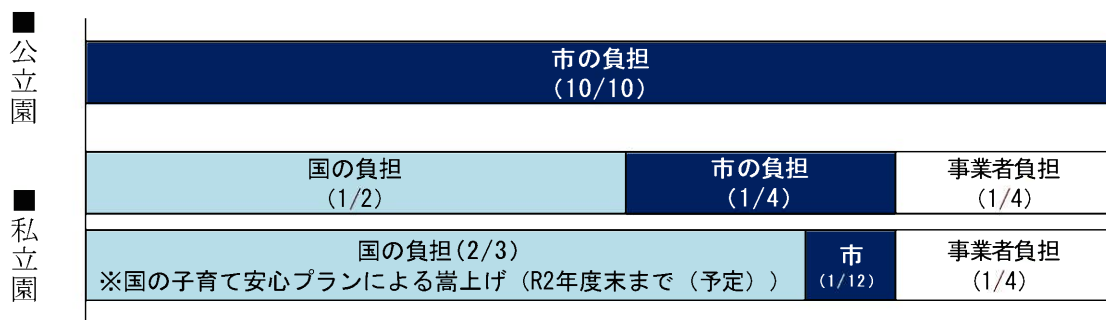 ■公立園
市の負担
(10/10)
■私立園
国の負担
(1/2)
市の負担
(1/4)
事業者負担
(1/4)
国の負担(2/3)
※国の子育て安心プランによる嵩上げ（R2年度末まで（予定））
市
(1/12)
事業者負担
(1/4)